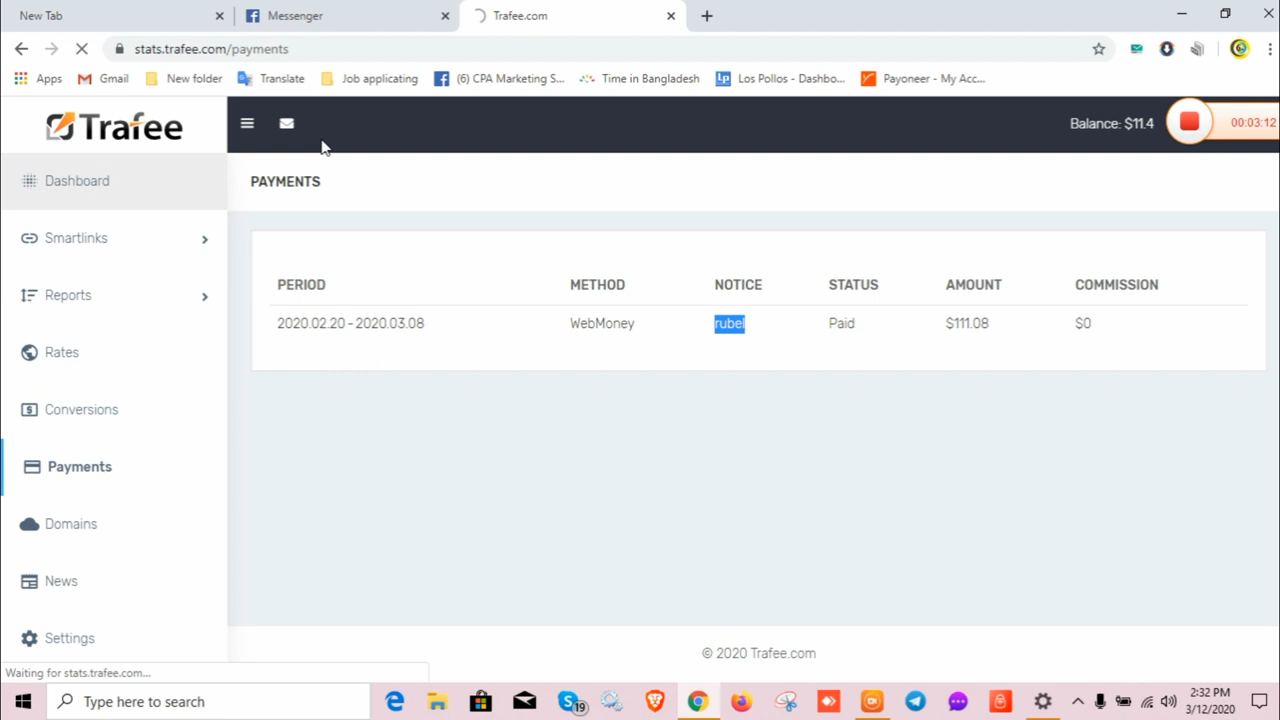 New Tab
Messenger
Trafee.com
stats.trafee.com/payments
Apps
Gmail
New folder
Translate
Job applicating
(6) CPA Marketing S...
Time in Bangladesh
Lp
Los Pollos - Dashbo...
Payoneer - My Acc...
Trafee
Balance: $11.4
00:03:12
Dashboard
Smartlinks
Reports
Rates
Conversions
Payments
Domains
News
Settings
PAYMENTS
PERIOD METHOD NOTICE STATUS AMOUNT COMMISSION
2020.02.20 - 2020.03.08 WebMoney rubel Paid $111.08 $0
© 2020 Trafee.com
Waiting for stats.trafee.com...
Type here to search
19
2:32 PM
3/12/2020